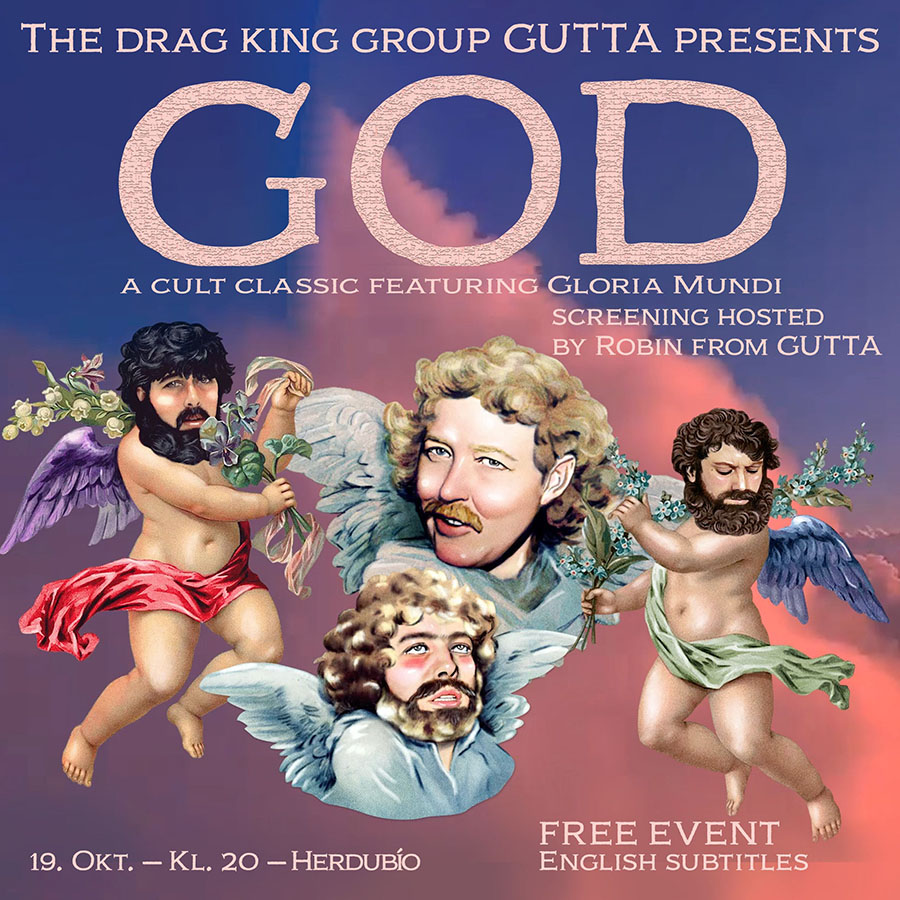 The drag king group GUTTA presents
GOD
a cult classic featuring Gloria Mundi
screening hosted
by Robin from GUTTA
19. Okt. – Kl. 20 – Herdubío
FREE EVENT
English subtitles